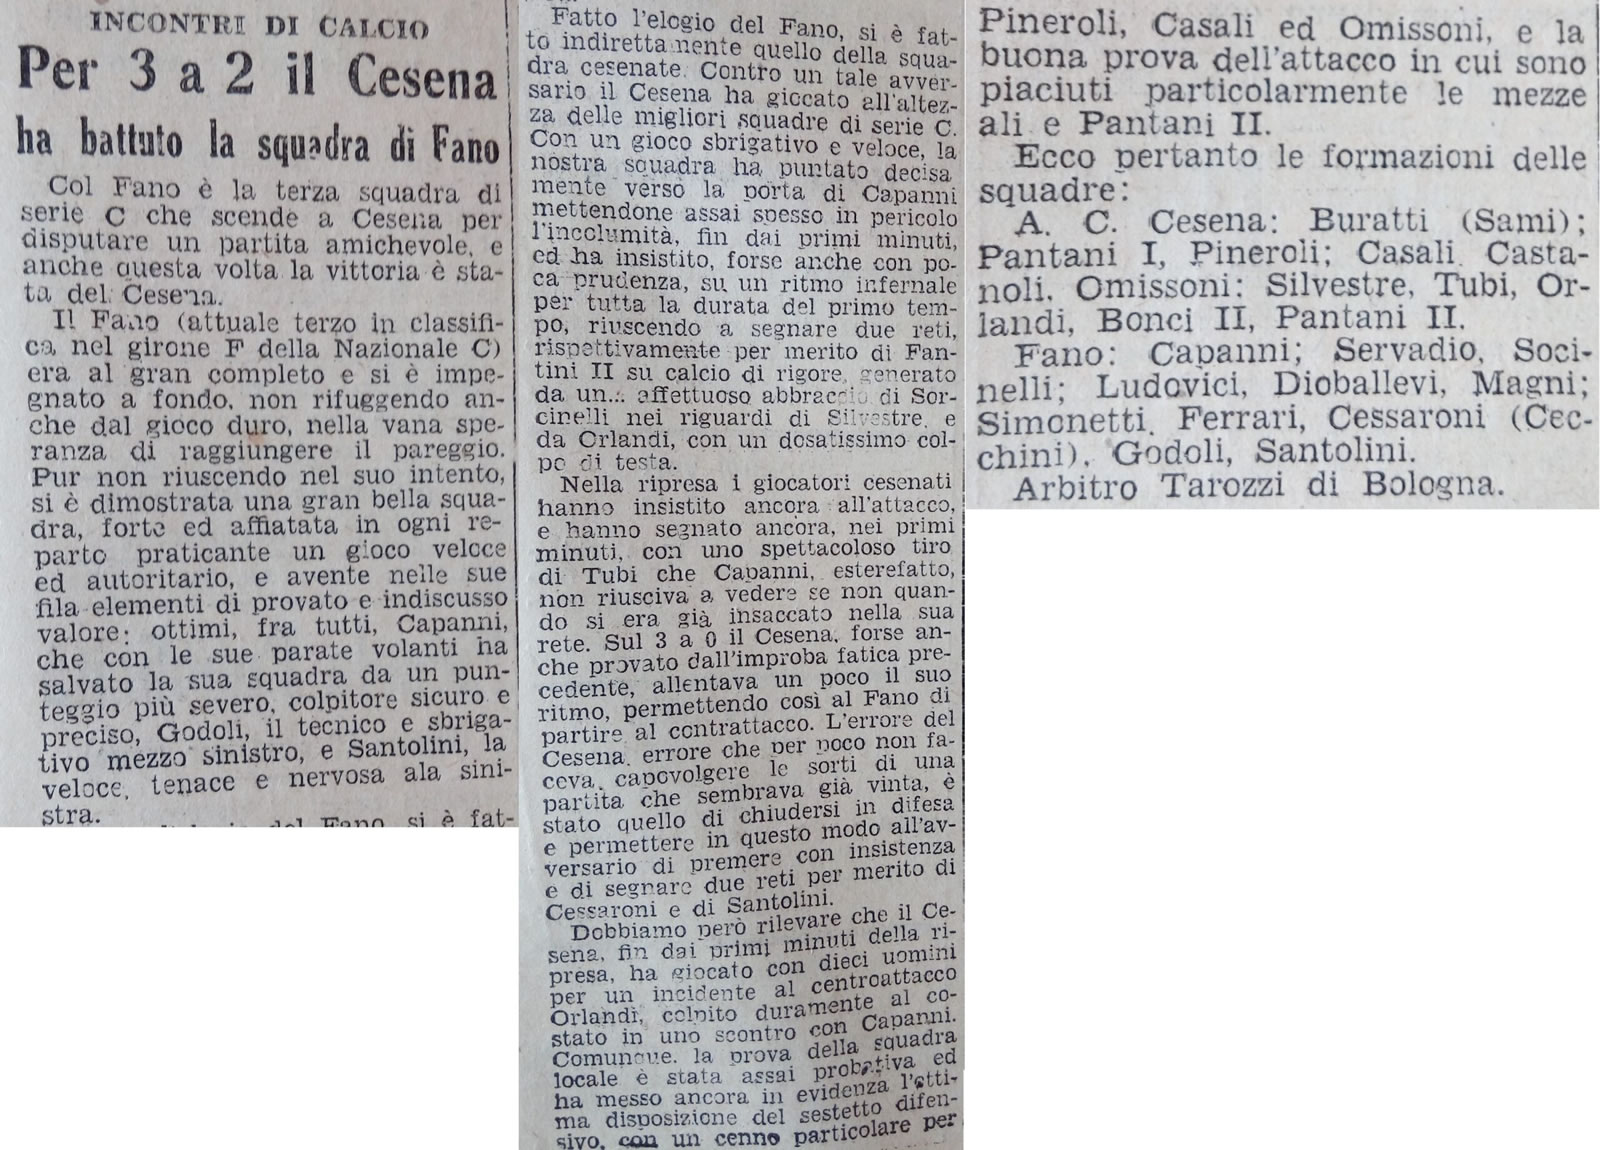 INCONTRI DI CALCIO
Per 3 a 2 il Cesena
ha battuto la squadra di Fano
Col Fano è la terza squadra di
serie C che scende a Cesena per
disputare un partita amichevole, e
anche questa volta la vittoria è sta-
ta del Cesena.
Il Fano (attuale terzo in classifi-
ca nel girone F della Nazionale C)
era al gran completo e si è impe-
gnato a fondo, non rifuggendo an-
che dal gioco duro, nella vana spe-
ranza di raggiungere il pareggio.
Pur non riuscendo nel suo intento,
si è dimostrata una gran bella squa-
dra, forte ed affiatata in ogni re-
parto praticante un gioco veloce
ed autoritario, e avente nelle sue
fila elementi di provato e indiscusso
valore: ottimi, fra tutti, Capanni,
che con le sue parate volanti ha
salvato la sua squadra da un pun-
teggio più severo, colpitore sicuro e
preciso, Godoli, il tecnico e sbriga-
tivo mezzo sinistro, e Santolini, la
veloce, tenace e nervosa ala sini-
stra.
Fatto l'elogio del Fano, si è fat-
to indirettamente quello della squa-
dra cesenate. Contro un tale avver-
sario il Cesena ha giccato all'altez-
za delle migliori squadre di serie C.
Con un gioco sbrigativo e veloce, la
nostra squadra ha puntato decisa
mente verso la porta di Capanni
mettendone assai spesso in pericolo
l'incolumità, fin dai primi minuti,
ed ha insistito, forse anche con po-
ca prudenza, su un ritmo infernale
per tutta la durata del primo tem-
po, riuscendo a segnare due reti,
rispettivamente per merito di Fan-
tini II su calcio di rigore, generato
da un... affettuoso abbraccio di Sor-
cinelli nei riguardi di Silvestre, e
da Orlandi, con un dosatissimo col-
po di testa.
Nella ripresa i giocatori cesenati
hanno insistito ancora all'attacco,
e hanno segnato ancora, nei primi
minuti, con uno spettacoloso tiro
di Tubi che Capanni, esterefatto,
non riusciva a vedere se non quan-
do si era già insaccato nella sua
rete. Sul 3 a 0 il Cesena, forse an-
che provato dall'improba fatica pre-
cedente, allentava un poco il suo
ritmo, permettendo così al Fano di
partire al contrattacco. L'errore del
Cesena, errore che per poco non fa-
ceva capovolgere le sorti di una
partita che sembrava già vinta, è
stato quello di chiudersi in difesa
e permettere in questo modo all'av-
versario di premere con insistenza
e di segnare due reti per merito di
Cessaroni e di Santolini.
Dobbiamo però rilevare che il Ce-
sena, fin dai primi minuti della ri-
presa, ha giocato con dieci uomini
per un incidente al centroattacco
Orlandi, colpito duramente al co-
stato in uno scontro con Capanni.
Comunque, la prova della squadra
locale è stata assai probativa ed
ha messo ancora in evidenza l'otti-
ma disposizione del sestetto difen-
sivo, con un cenno particolare per
Pineroli, Casali ed Omissoni, e la
buona prova dell'attacco in cui sono
piaciuti particolarmente le mezze
ali e Pantani II.
Ecco pertanto le formazioni delle
squadre:
A. C. Cesena: Buratti (Sami);
Pantani I, Pineroli; Casali, Casta-
noli, Omissoni; Silvestre, Tubi, Or-
landi, Bonci II, Pantani II.
Fano: Capanni; Servadio, Soci-
nelli; Ludovici, Dioballevi, Magni;
Simonetti, Ferrari, Cessaroni (Cec-
chini), Godoli, Santolini.
Arbitro Tarozzi di Bologna.